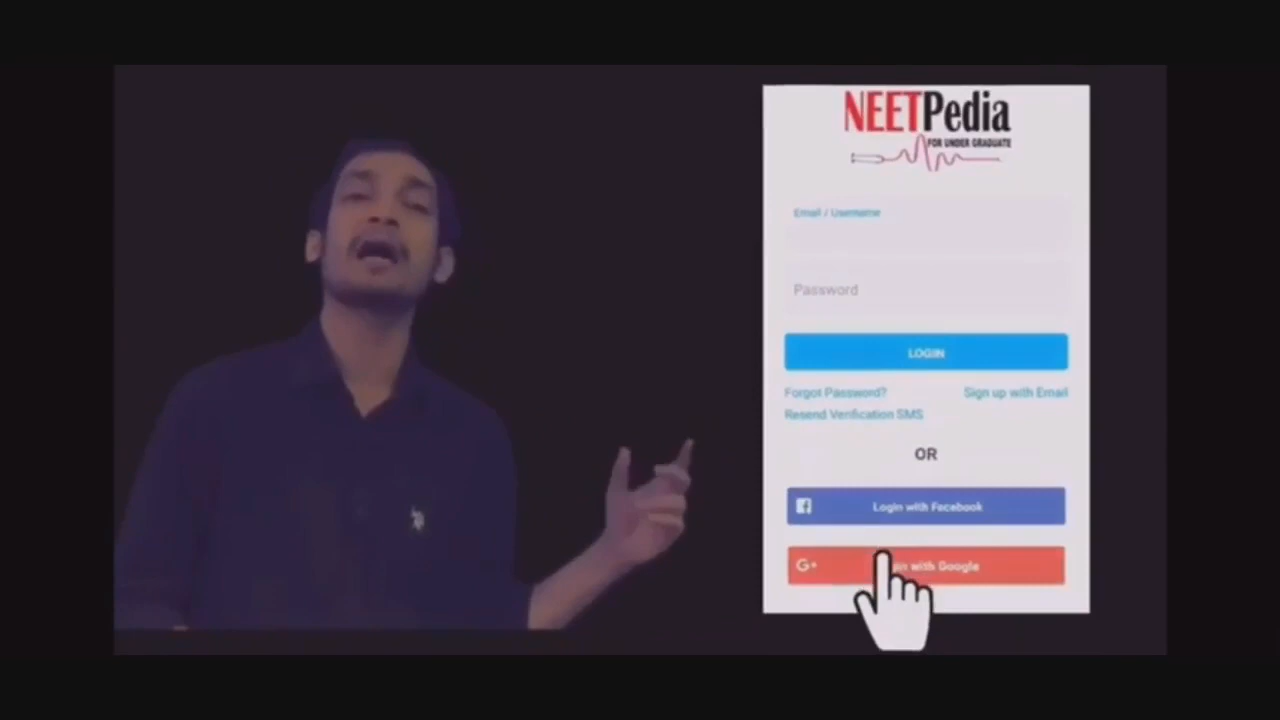 NEETPedia
FOR UNDER GRADUATE
Email / Username
Password
LOGIN
Forgot Password?
Sign up with Email
Resend Verification SMS
OR
Login with Facebook
G+ with Google